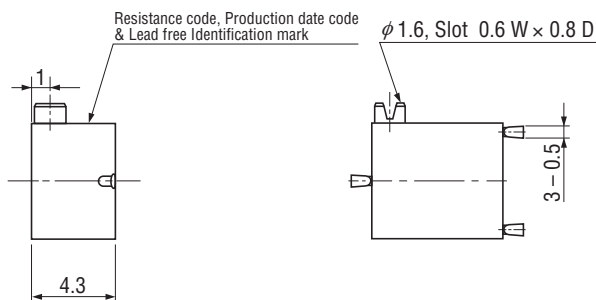 Resistance code, Production date code
& Lead free Identification mark
ϕ 1.6, Slot 0.6 W × 0.8 D
1
3 – 0.5
4.3